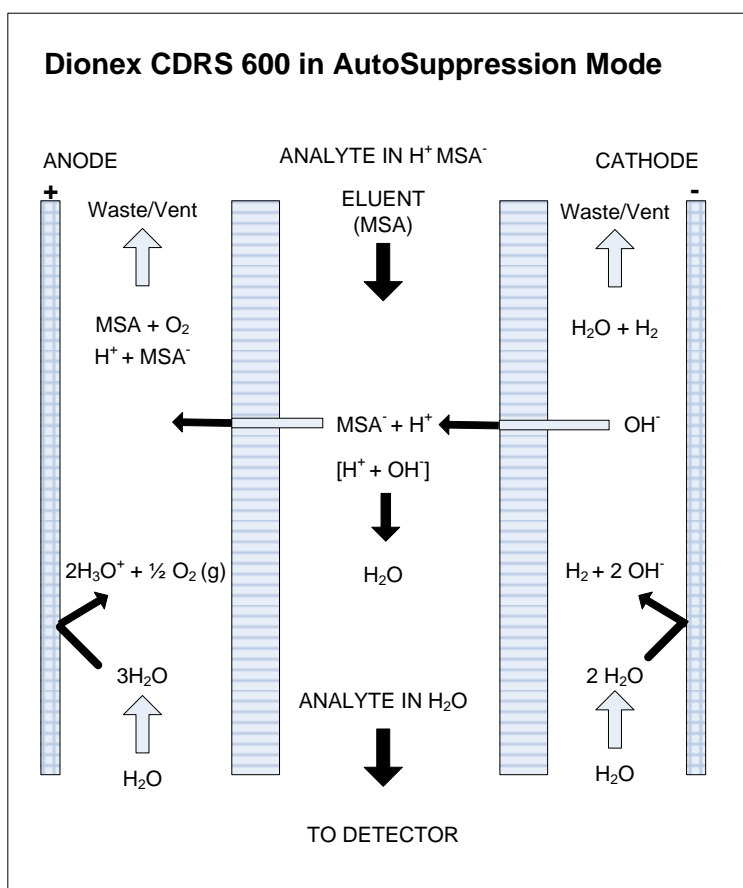 Dionex CDRS 600 in AutoSuppression Mode
ANODE
ANALYTE IN H⁺ MSA⁻
CATHODE
+
-
Waste/Vent
ELUENT
(MSA)
Waste/Vent
MSA + O₂
H⁺ + MSA⁻
H₂O + H₂
MSA⁻ + H⁺
OH⁻
[H⁺ + OH⁻]
2H₃O⁺ + ½ O₂ (g)
H₂O
H₂ + 2 OH⁻
3H₂O
2 H₂O
ANALYTE IN H₂O
H₂O
H₂O
TO DETECTOR